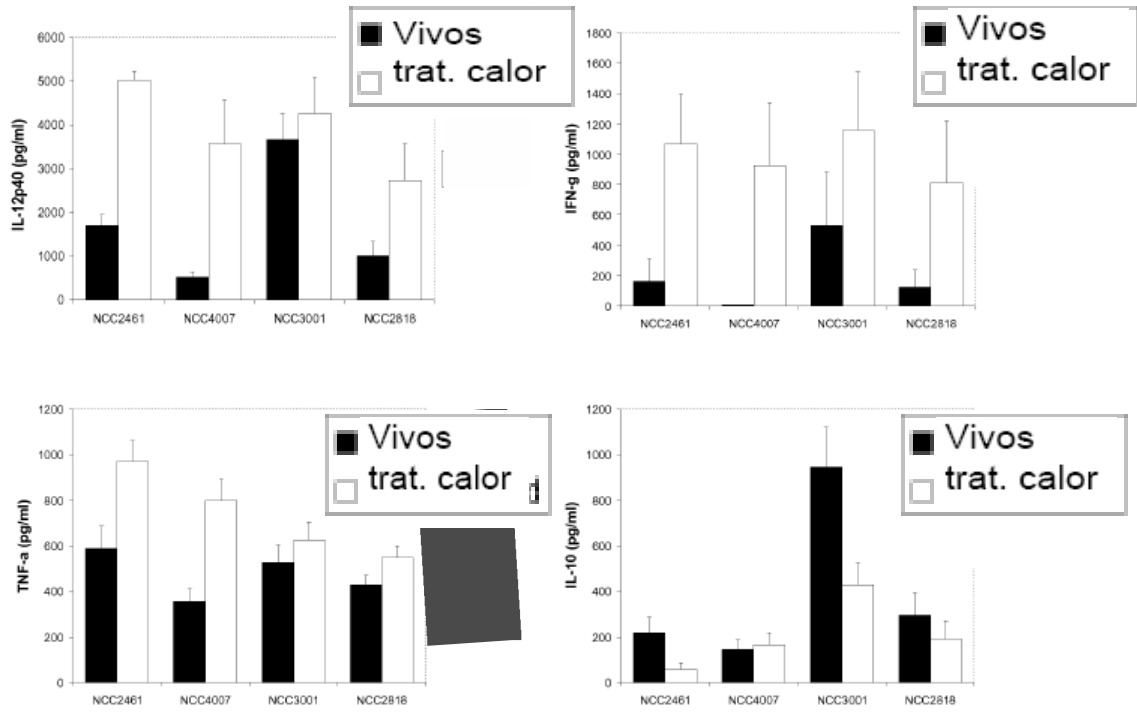 Vivos
trat. calor
IL-12p40 (pg/ml)
6000
5000
4000
3000
2000
1000
0
NCC2461 NCC4007 NCC3001 NCC2818
Vivos
trat. calor
IFN-g (pg/ml)
1800
1600
1400
1200
1000
800
600
400
200
0
NCC2461 NCC4007 NCC3001 NCC2818
Vivos
trat. calor
TNF-a (pg/ml)
1200
1000
800
600
400
200
0
NCC2461 NCC4007 NCC3001 NCC2818
Vivos
trat. calor
IL-10 (pg/ml)
1200
1000
800
600
400
200
0
NCC2461 NCC4007 NCC3001 NCC2818